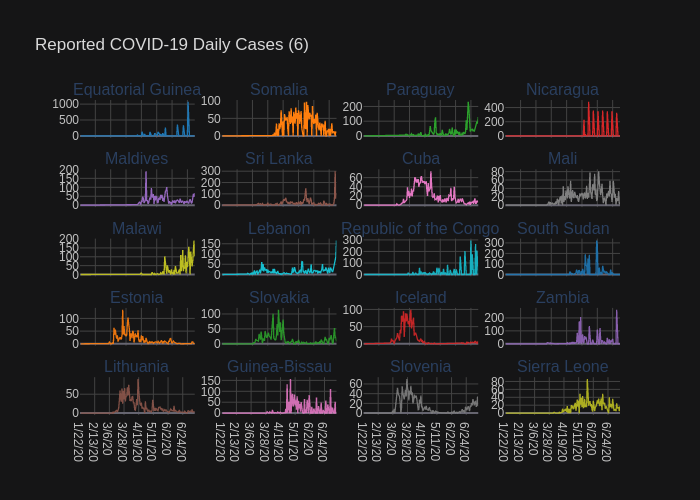 Reported COVID-19 Daily Cases (6)
Equatorial Guinea Somalia Paraguay Nicaragua
1000 500 0 100 50 0 200 100 0 400 200 0
Maldives Sri Lanka Cuba Mali
200 150 100 50 0 300 200 100 0 60 40 20 0 80 60 40 20 0
Malawi Lebanon Republic of the Congo South Sudan
200 150 100 50 0 150 100 50 0 300 200 100 0 300 200 100 0
Estonia Slovakia Iceland Zambia
100 50 0 100 50 0 100 50 0 200 100 0
Lithuania Guinea-Bissau Slovenia Sierra Leone
50 0 150 100 50 0 60 40 20 0 80 60 40 20 0
1/22/20 2/13/20 3/6/20 3/28/20 4/19/20 5/11/20 6/2/20 6/24/20 1/22/20 2/13/20 3/6/20 3/28/20 4/19/20 5/11/20 6/2/20 6/24/20 1/22/20 2/13/20 3/6/20 3/28/20 4/19/20 5/11/20 6/2/20 6/24/20 1/22/20 2/13/20 3/6/20 3/28/20 4/19/20 5/11/20 6/2/20 6/24/20